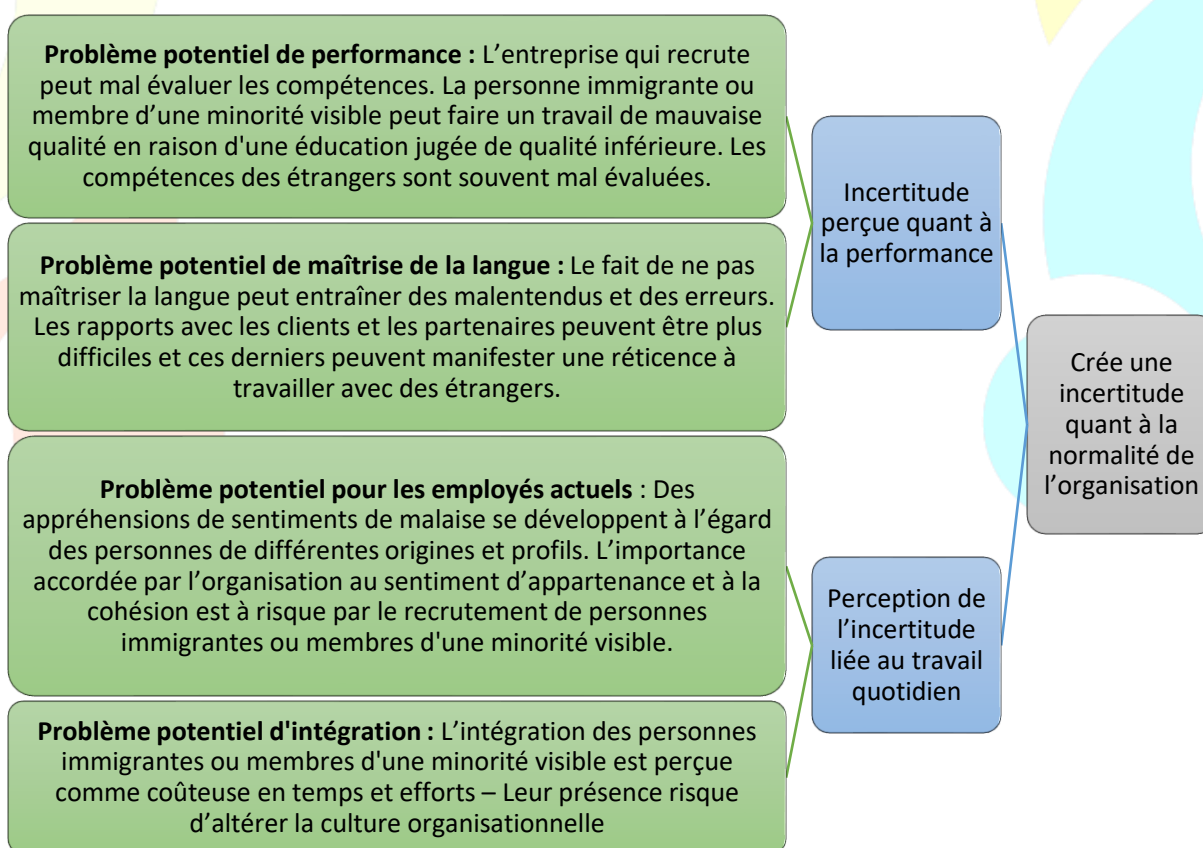 Problème potentiel de performance : L’entreprise qui recrute
peut mal évaluer les compétences. La personne immigrante ou
membre d’une minorité visible peut faire un travail de mauvaise
qualité en raison d'une éducation jugée de qualité inférieure. Les
compétences des étrangers sont souvent mal évaluées.
Problème potentiel de maîtrise de la langue : Le fait de ne pas
maîtriser la langue peut entraîner des malentendus et des erreurs.
Les rapports avec les clients et les partenaires peuvent être plus
difficiles et ces derniers peuvent manifester une réticence à
travailler avec des étrangers.
Problème potentiel pour les employés actuels : Des
appréhensions de sentiments de malaise se développent à l’égard
des personnes de différentes origines et profils. L’importance
accordée par l’organisation au sentiment d’appartenance et à la
cohésion est à risque par le recrutement de personnes
immigrantes ou membres d'une minorité visible.
Problème potentiel d'intégration : L’intégration des personnes
immigrantes ou membres d'une minorité visible est perçue
comme coûteuse en temps et efforts – Leur présence risque
d’altérer la culture organisationnelle
Incertitude
perçue quant à
la performance
Perception de
l’incertitude
liée au travail
quotidien
Crée une
incertitude
quant à la
normalité de
l’organisation